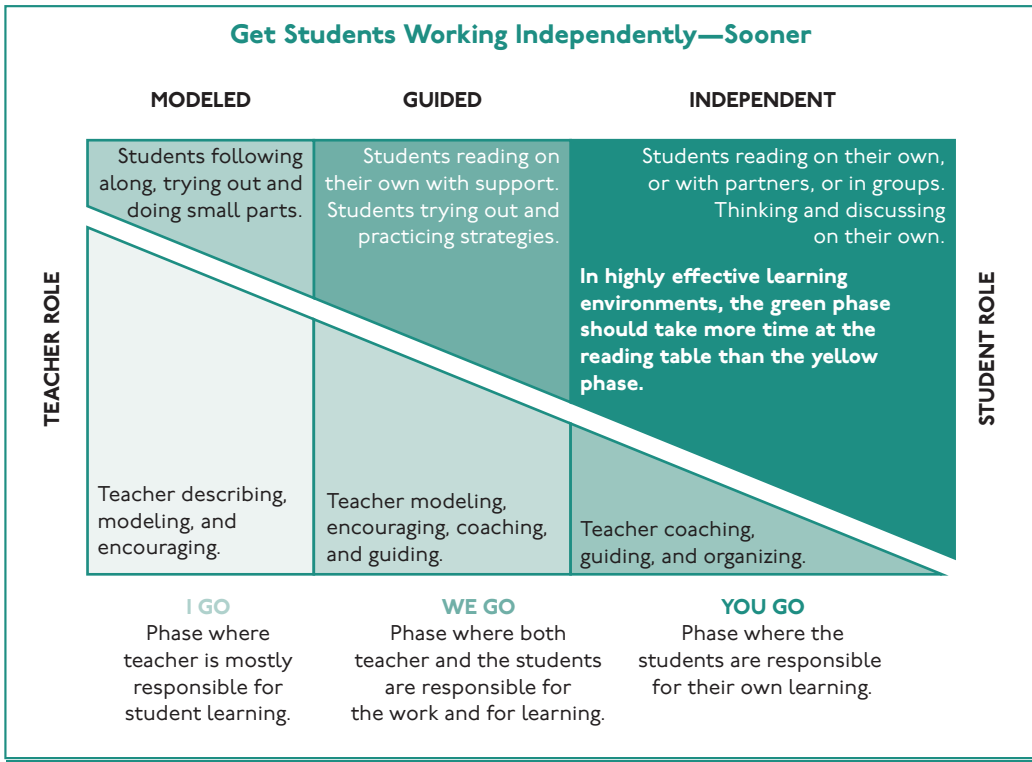 Get Students Working Independently—Sooner
MODELED
GUIDED
INDEPENDENT
TEACHER ROLE
Students following
along, trying out and
doing small parts.
Students reading on
their own with support.
Students trying out and
practicing strategies.
Students reading on their own,
or with partners, or in groups.
Thinking and discussing
on their own.
In highly effective learning
environments, the green phase
should take more time at the
reading table than the yellow
phase.
STUDENT ROLE
Teacher describing,
modeling, and
encouraging.
Teacher modeling,
encouraging, coaching,
and guiding.
Teacher coaching,
guiding, and organizing.
I GO
Phase where
teacher is mostly
responsible for
student learning.
WE GO
Phase where both
teacher and the students
are responsible for
the work and for learning.
YOU GO
Phase where the
students are responsible
for their own learning.